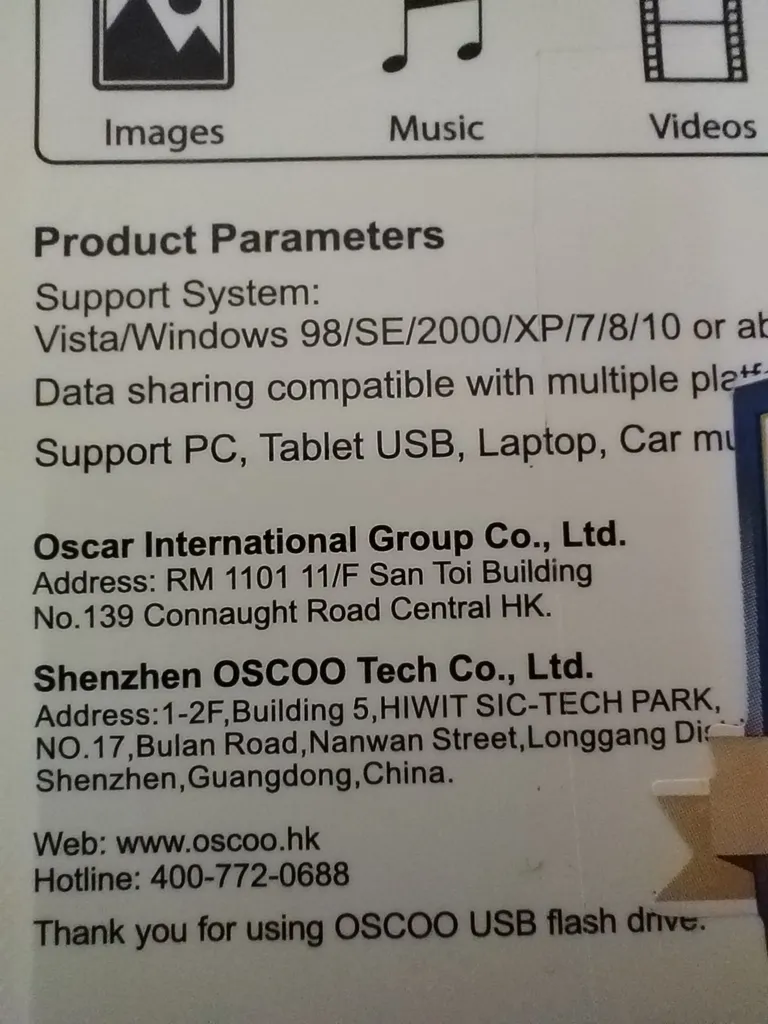 Images Music Videos
Product Parameters
Support System:
Vista/Windows 98/SE/2000/XP/7/8/10 or
Data sharing compatible with multiple
Support PC, Tablet USB, Laptop, Car
Oscar International Group Co., Ltd.
Address: RM 1101 11/F San Toi Building
No.139 Connaught Road Central HK.
Shenzhen OSCOO Tech Co., Ltd.
Address:1-2F,Building 5,HIWIT SIC-TECH PARK,
NO.17,Bulan Road,Nanwan Street,Longgang
Shenzhen,Guangdong,China.
Web: www.oscoo.hk
Hotline: 400-772-0688
Thank you for using OSCOO USB flash drive.